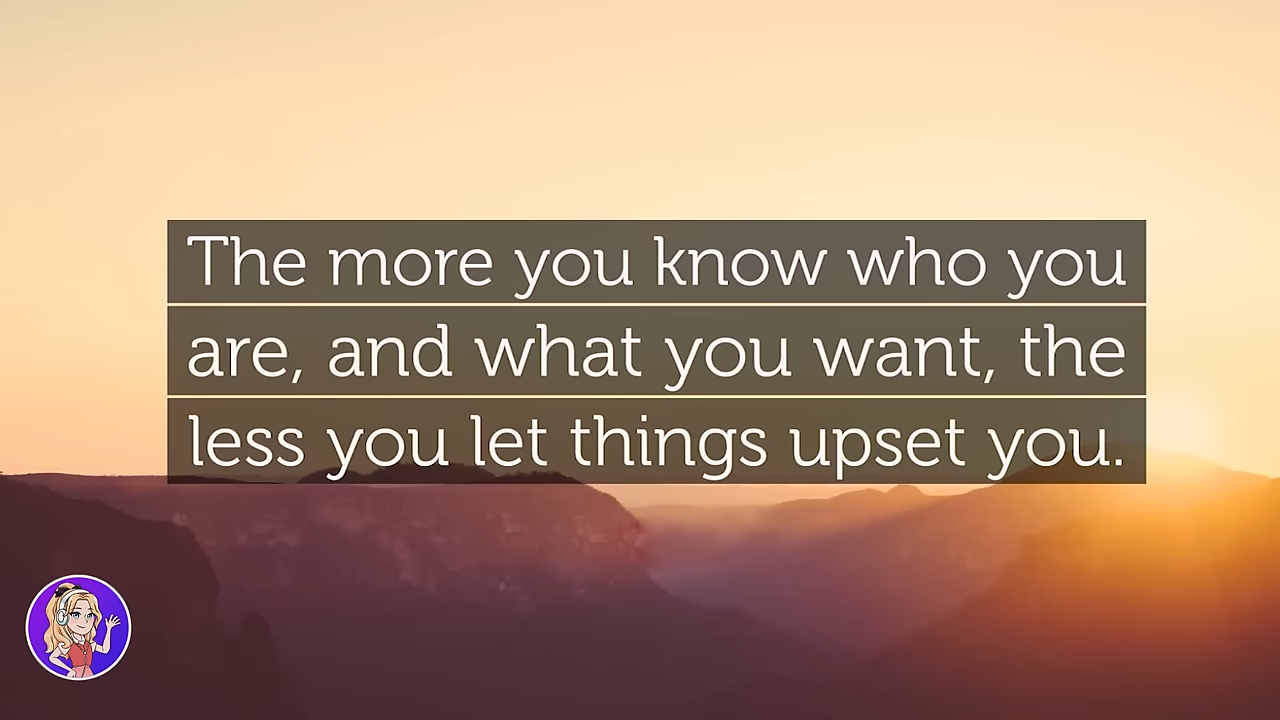 The more you know who you
are, and what you want, the
less you let things upset you.